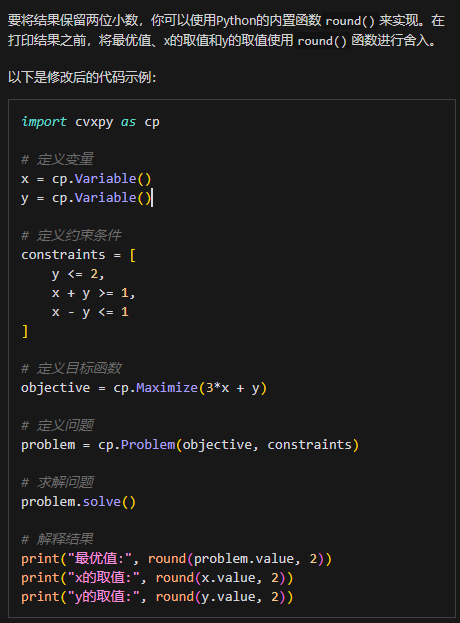 要将结果保留两位小数，你可以使用Python的内置函数 round() 来实现。在
打印结果之前，将最优值、x的取值和y的取值使用 round() 函数进行舍入。
以下是修改后的代码示例：
import cvxpy as cp
# 定义变量
x = cp.Variable()
y = cp.Variable()
# 定义约束条件
constraints = [
    y <= 2,
    x + y >= 1,
    x - y <= 1
]
# 定义目标函数
objective = cp.Maximize(3*x + y)
# 定义问题
problem = cp.Problem(objective, constraints)
# 求解问题
problem.solve()
# 解释结果
print("最优值:", round(problem.value, 2))
print("x的取值:", round(x.value, 2))
print("y的取值:", round(y.value, 2))